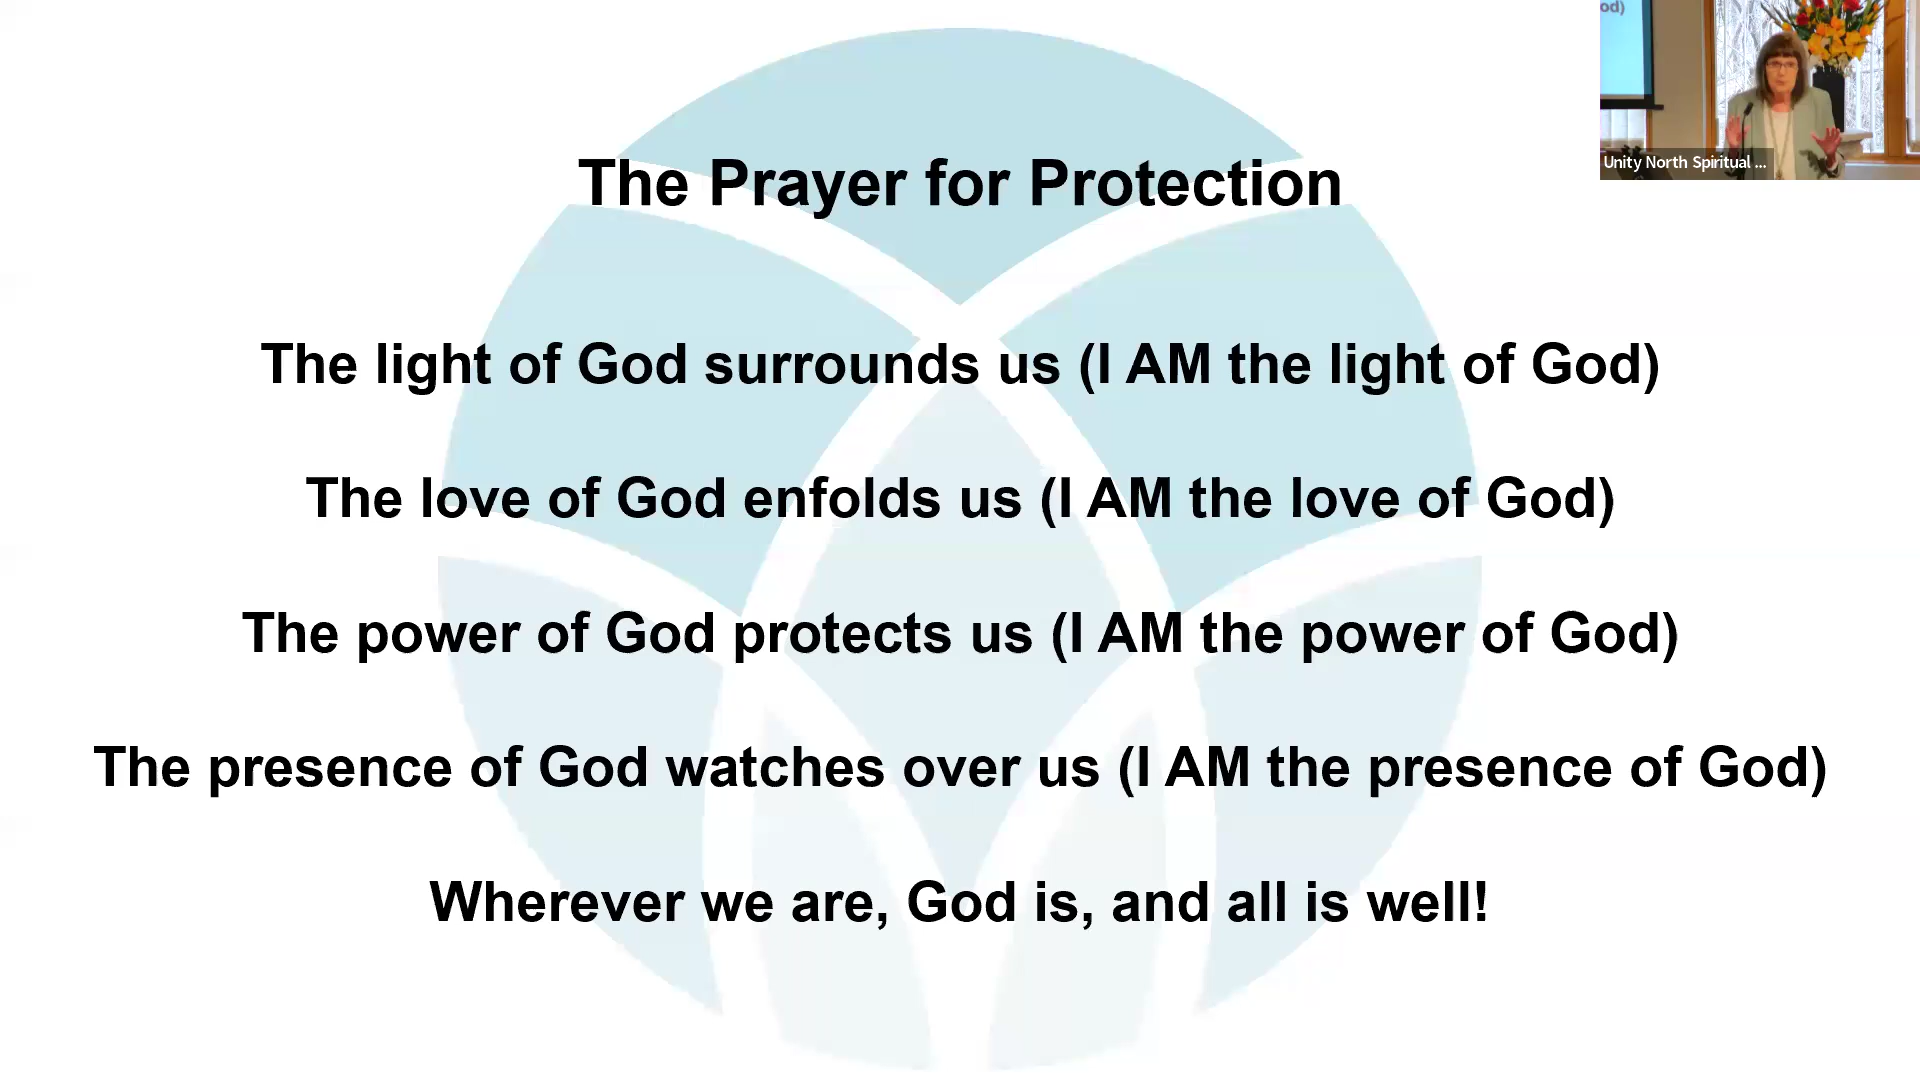 The Prayer for Protection
The light of God surrounds us (I AM the light of God)
The love of God enfolds us (I AM the love of God)
The power of God protects us (I AM the power of God)
The presence of God watches over us (I AM the presence of God)
Wherever we are, God is, and all is well!
od)
Unity North Spiritual ...